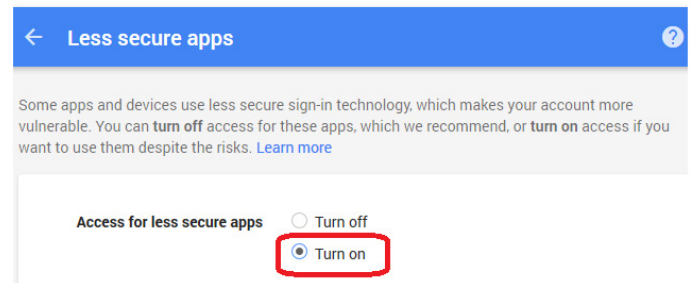 Less secure apps
Some apps and devices use less secure sign-in technology, which makes your account more
vulnerable. You can turn off access for these apps, which we recommend, or turn on access if you
want to use them despite the risks. Learn more
Access for less secure apps
Turn off
Turn on